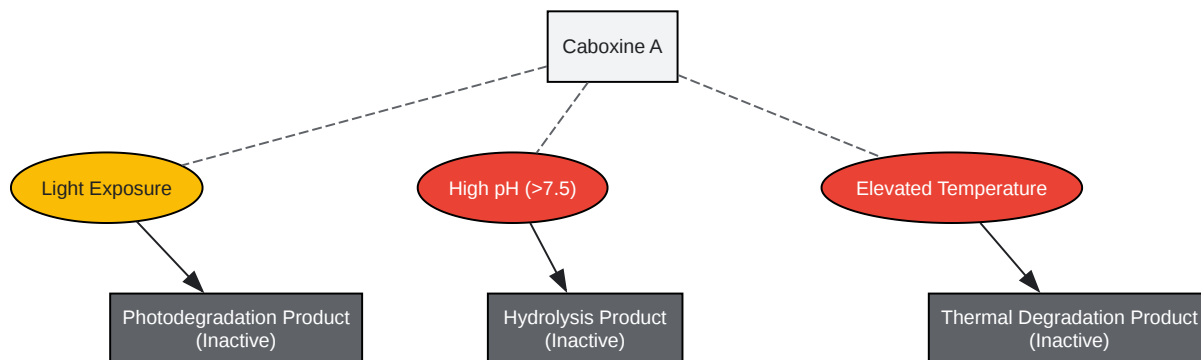 Caboxine A
Light Exposure
High pH (>7.5)
Elevated Temperature
Photodegradation Product
(Inactive)
Hydrolysis Product
(Inactive)
Thermal Degradation Product
(Inactive)